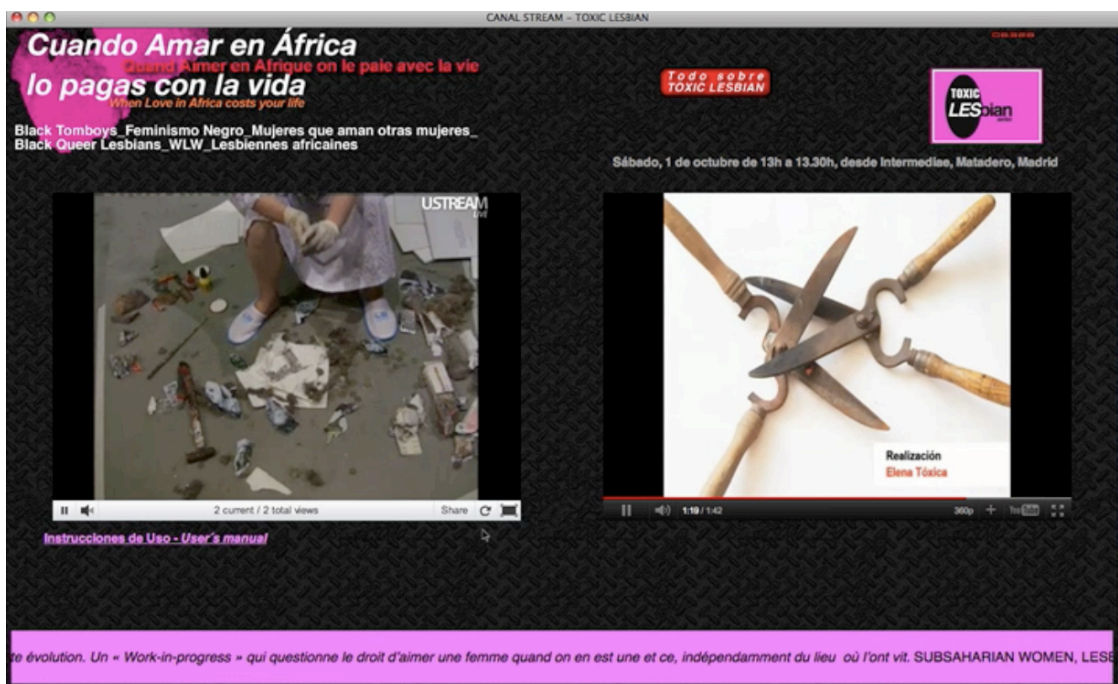 CANAL STREAM – TOXIC LESBIAN
Cuando Amar en África
Quand Aimer en Afrique on le paie avec la vie
lo pagas con la vida
When Love in Africa costs your life
Black Tomboys_Feminismo Negro_Mujeres que aman otras mujeres_
Black Queer Lesbians_WLW_Lesbiennes africaines
Todo sobre
TOXIC LESBIAN
TOXIC
LESbian
Sábado, 1 de octubre de 13h a 13.30h, desde Intermediae, Matadero, Madrid
USTREAM
LIVE
Realización
Elena Tóxica
2 current / 2 total views
Share
1:19 / 1:42
360p
YouTube
Instrucciones de Uso - User´s manual
te évolution. Un « Work-in-progress » qui questionne le droit d'aimer une femme quand on en est une et ce, indépendamment du lieu où l'ont vit. SUBSAHARIAN WOMEN, LESB